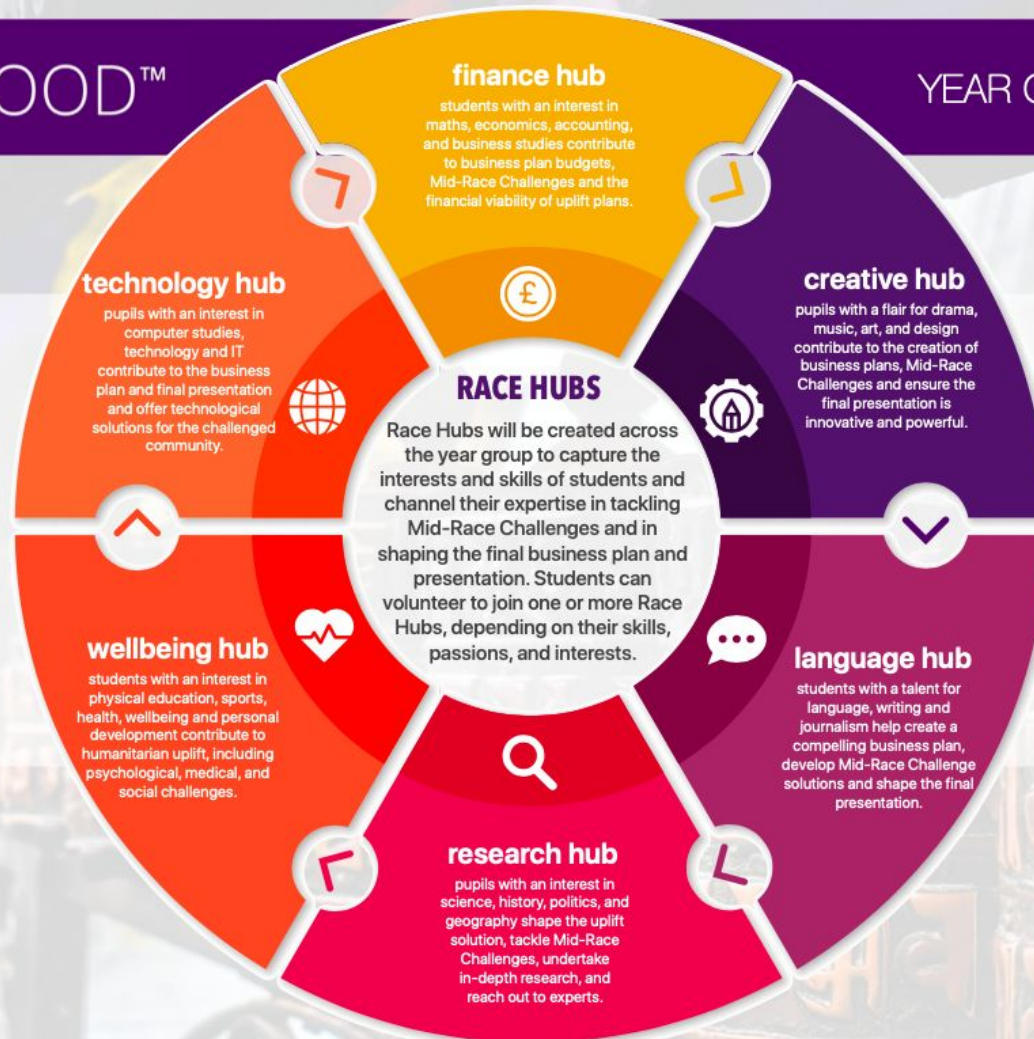 OOD™
YEAR
finance hub
students with an interest in
maths, economics, accounting,
and business studies contribute
to business plan budgets,
Mid-Race Challenges and the
financial viability of uplift plans.
£
creative hub
pupils with a flair for drama,
music, art, and design
contribute to the creation of
business plans, Mid-Race
Challenges and ensure the
final presentation is
innovative and powerful.
language hub
students with a talent for
language, writing and
journalism help create a
compelling business plan,
develop Mid-Race Challenge
solutions and shape the final
presentation.
research hub
pupils with an interest in
science, history, politics, and
geography shape the uplift
solution, tackle Mid-Race
Challenges, undertake
in-depth research, and
reach out to experts.
wellbeing hub
students with an interest in
physical education, sports,
health, wellbeing and personal
development contribute to
humanitarian uplift, including
psychological, medical, and
social challenges.
technology hub
pupils with an interest in
computer studies,
technology and IT
contribute to the business
plan and final presentation
and offer technological
solutions for the challenged
community.
RACE HUBS
Race Hubs will be created across
the year group to capture the
interests and skills of students and
channel their expertise in tackling
Mid-Race Challenges and in
shaping the final business plan and
presentation. Students can
volunteer to join one or more Race
Hubs, depending on their skills,
passions, and interests.